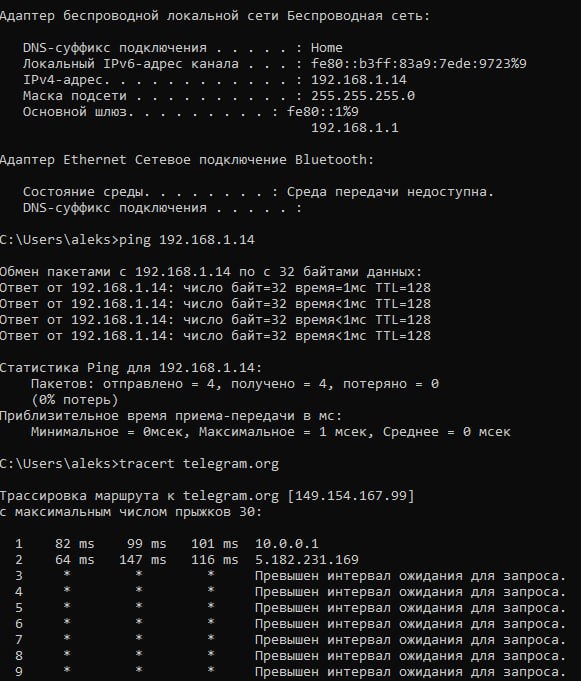 Адаптер беспроводной локальной сети Беспроводная сеть:
DNS-суффикс подключения . . . . . : Home
Локальный IPv6-адрес канала . . . : fe80::b3ff:83a9:7ede:9723%9
IPv4-адрес. . . . . . . . . . . . : 192.168.1.14
Маска подсети . . . . . . . . . . : 255.255.255.0
Основной шлюз. . . . . . . . . : fe80::1%9
192.168.1.1
Адаптер Ethernet Сетевое подключение Bluetooth:
Состояние среды. . . . . . . . : Среда передачи недоступна.
DNS-суффикс подключения . . . . . :
C:\Users\aleks>ping 192.168.1.14
Обмен пакетами с 192.168.1.14 по с 32 байтами данных:
Ответ от 192.168.1.14: число байт=32 время=1мс TTL=128
Ответ от 192.168.1.14: число байт=32 время<1мс TTL=128
Ответ от 192.168.1.14: число байт=32 время<1мс TTL=128
Ответ от 192.168.1.14: число байт=32 время<1мс TTL=128
Статистика Ping для 192.168.1.14:
Пакетов: отправлено = 4, получено = 4, потеряно = 0
(0% потерь)
Приблизительное время приема-передачи в мс:
Минимальное = 0мсек, Максимальное = 1 мсек, Среднее = 0 мсек
C:\Users\aleks>tracert telegram.org
Трассировка маршрута к telegram.org [149.154.167.99]
с максимальным числом прыжков 30:
1 82 ms 99 ms 101 ms 10.0.0.1
2 64 ms 147 ms 116 ms 5.182.231.169
3 * * * Превышен интервал ожидания для запроса.
4 * * * Превышен интервал ожидания для запроса.
5 * * * Превышен интервал ожидания для запроса.
6 * * * Превышен интервал ожидания для запроса.
7 * * * Превышен интервал ожидания для запроса.
8 * * * Превышен интервал ожидания для запроса.
9 * * * Превышен интервал ожидания для запроса.